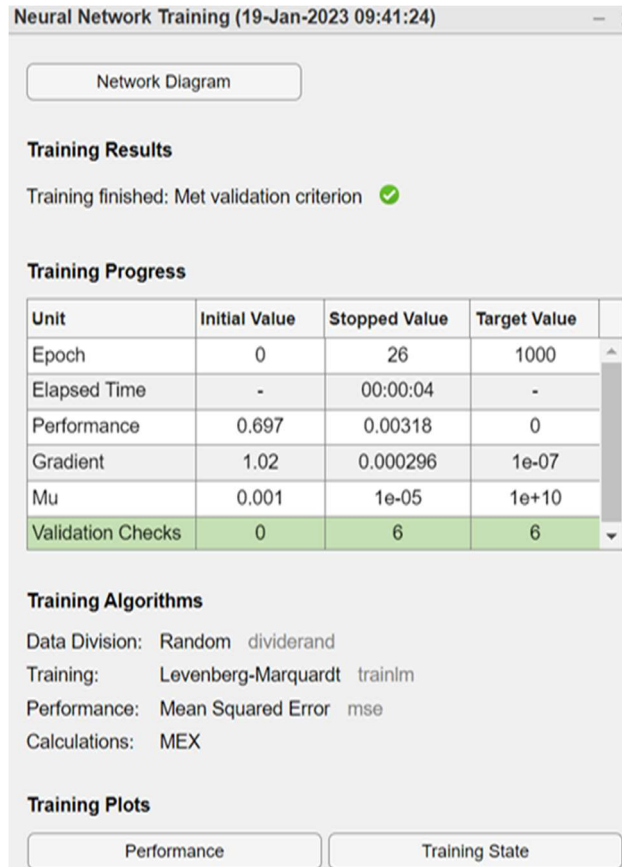 Neural Network Training (19-Jan-2023 09:41:24)
Network Diagram
Training Results
Training finished: Met validation criterion
Training Progress
Unit Initial Value Stopped Value Target Value
Epoch 0 26 1000
Elapsed Time - 00:00:04 -
Performance 0.697 0.00318 0
Gradient 1.02 0.000296 1e-07
Mu 0.001 1e-05 1e+10
Validation Checks 0 6 6
Training Algorithms
Data Division: Random dividerand
Training: Levenberg-Marquardt trainlm
Performance: Mean Squared Error mse
Calculations: MEX
Training Plots
Performance Training State